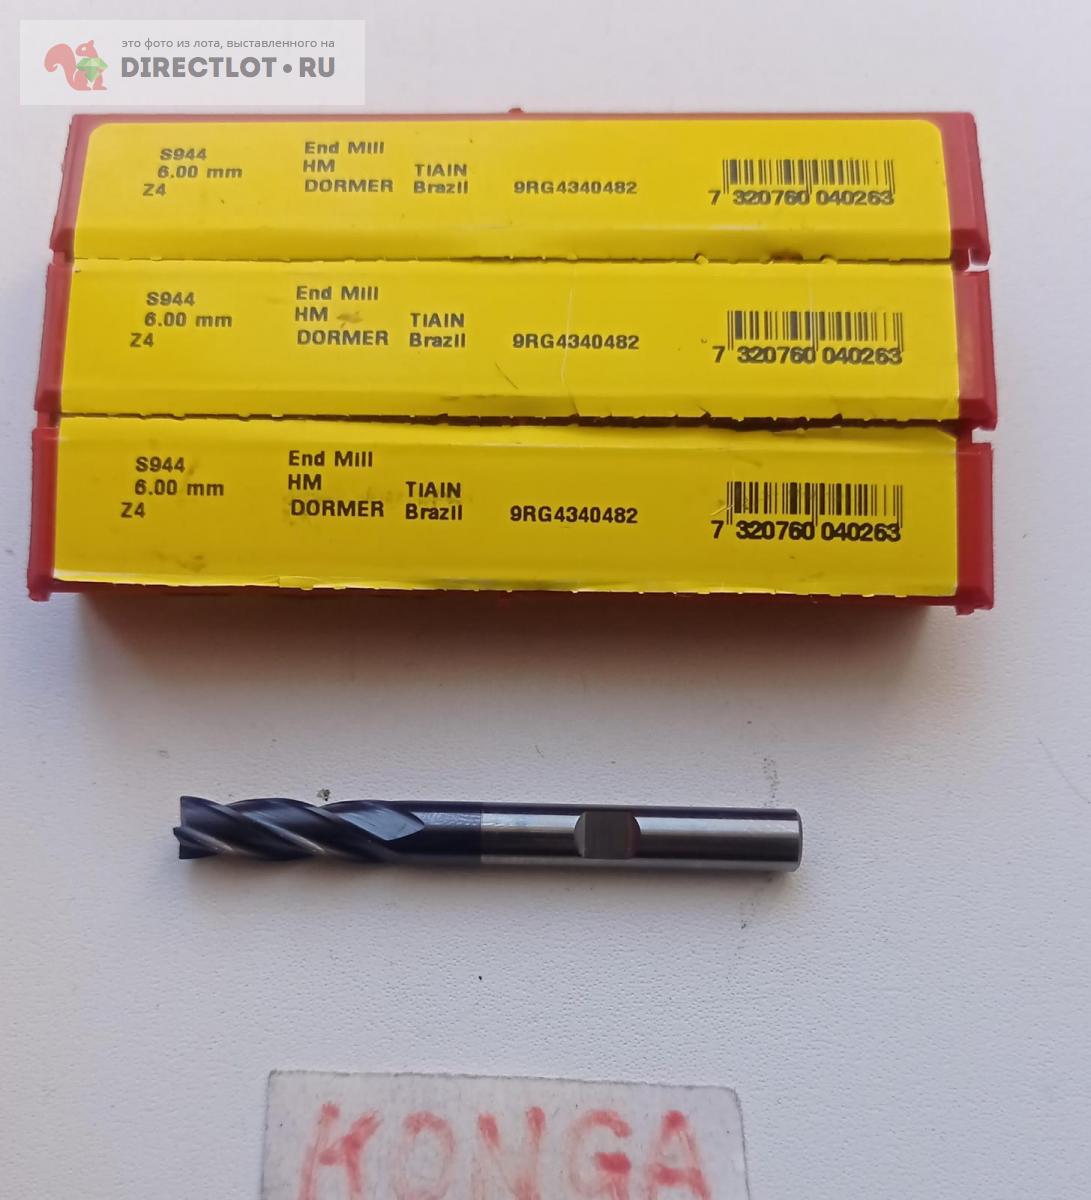 это фото из лота, выставленного на
DIRECTLOT•RU
S944
6.00 mm
Z4
End Mill
HM
DORMER
TIAIN
Brazil
9RG4340482
7 320760 040263
S944
6.00 mm
Z4
End Mill
HM
DORMER
TIAIN
Brazil
9RG4340482
7 320760 040263
S944
6.00 mm
Z4
End Mill
HM
DORMER
TIAIN
Brazil
9RG4340482
7 320760 040263
KONGA